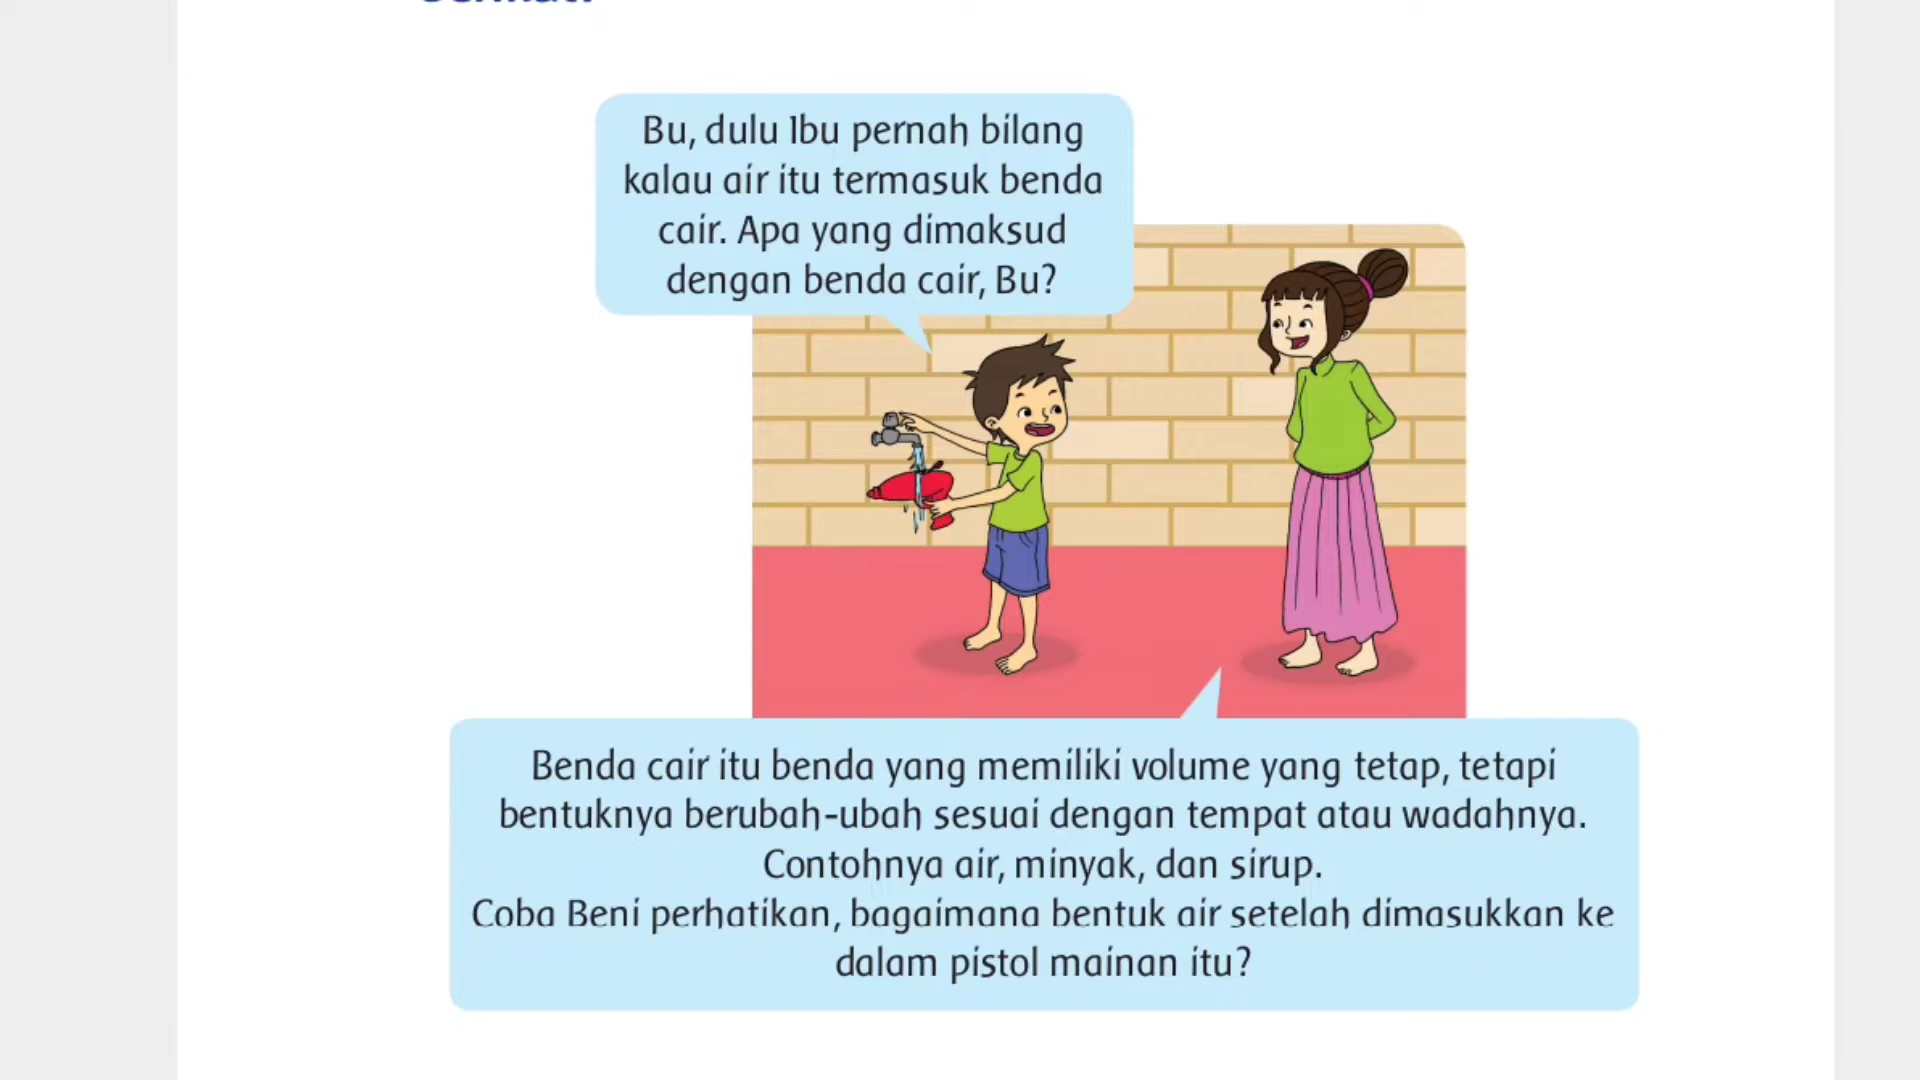 Bu, dulu Ibu pernah bilang
kalau air itu termasuk benda
cair. Apa yang dimaksud
dengan benda cair, Bu?
Benda cair itu benda yang memiliki volume yang tetap, tetapi
bentuknya berubah-ubah sesuai dengan tempat atau wadahnya.
Contohnya air, minyak, dan sirup.
Coba Beni perhatikan, bagaimana bentuk air setelah dimasukkan ke
dalam pistol mainan itu?